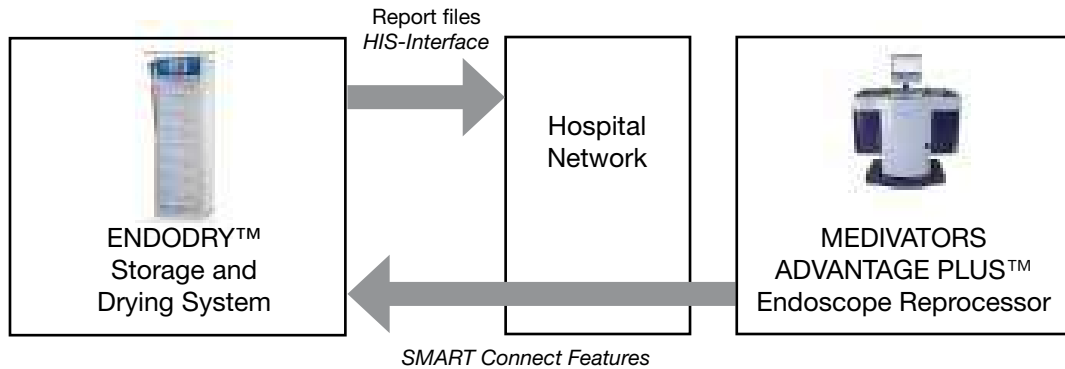 Report files
HIS-Interface
ENDODRY™
Storage and
Drying System
Hospital
Network
MEDIVATORS
ADVANTAGE PLUS™
Endoscope Reprocessor
SMART Connect Features